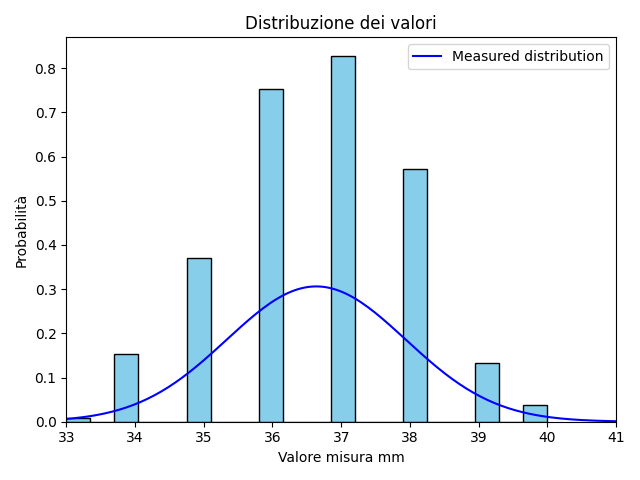 Distribuzione dei valori
Measured distribution
0.8
0.7
0.6
0.5
0.4
0.3
0.2
0.1
0.0
Probabilità
33 34 35 36 37 38 39 40 41
Valore misura mm